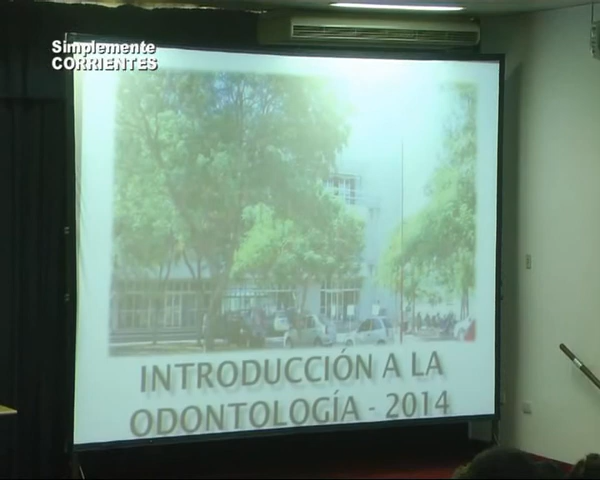 Simplemente
CORRIENTES
INTRODUCCIÓN A LA
ODONTOLOGÍA - 2014